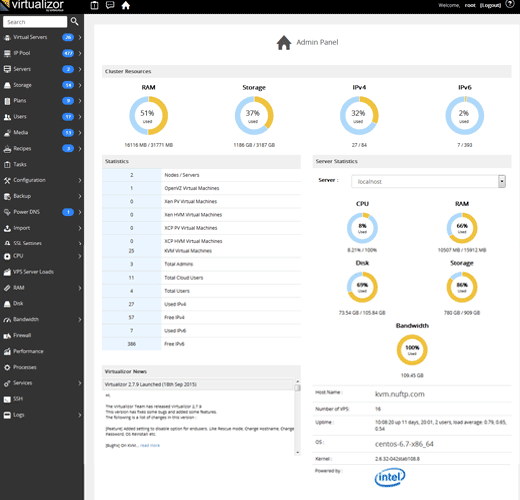 virtualizor
by softaculous
Welcome, root [Logout]
Search
Virtual Servers 26
IP Pool 477
Servers 2
Storage 14
Plans 9
Users 17
Media 13
Recipes 3
Tasks
Configuration
Backup
Power DNS 1
Import
SSL Settings
CPU
VPS Server Loads
RAM
Disk
Bandwidth
Firewall
Performance
Processes
Services
SSH
Logs
Admin Panel
Cluster Resources
RAM Storage IPv4 IPv6
51% 37% 32% 2%
Used Used Used Used
16116 MB / 31771 MB 1186 GB / 3187 GB 27 / 84 7 / 393
Statistics
2 Nodes / Servers
1 OpenVZ Virtual Machines
0 Xen PV Virtual Machines
0 Xen HVM Virtual Machines
0 XCP PV Virtual Machines
0 XCP HVM Virtual Machines
25 KVM Virtual Machines
3 Total Admins
11 Total Cloud Users
4 Total Users
27 Used IPv4
57 Free IPv4
7 Used IPv6
386 Free IPv6
Virtualizor News
Virtualizor 2.7.9 Launched (18th Sep 2015)
Hi,
The Virtualizor Team has released Virtualizor 2.7.9
This version has fixes some bugs and added some features.
The following is a list of changes in this version :
[Feature] Added setting to disable option for endusers. Like Rescue mode, Change Hostname, Change
Password, OS Reinstall etc.
[Bugfix] On KVM... read more
Server Statistics
Server : localhost
CPU RAM
8% 66%
Used Used
8.21% / 100% 10507 MB / 15912 MB
Disk Storage
69% 86%
Used Used
73.54 GB / 105.84 GB 780 GB / 909 GB
Bandwidth
100%
Used
109.45 GB
Host Name : kvm.nuftp.com
Number of VPS 16
Uptime : 10:08:20 up 11 days, 20:01, 2 users, load average: 0.79, 0.65,
0.54
OS : centos-6.7-x86_64
Kernel : 2.6.32-042stab108.8
Powered by : intel